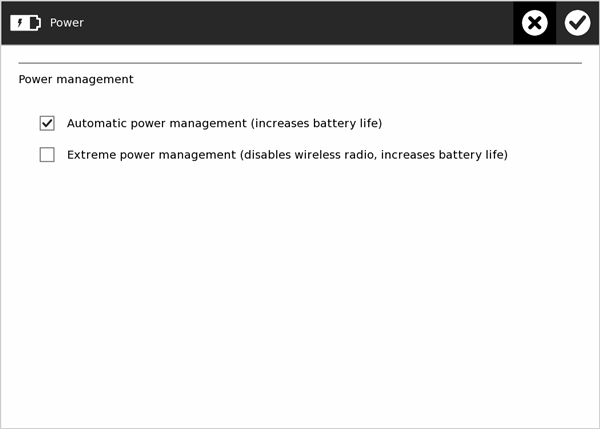 Power
Power management
Automatic power management (increases battery life)
Extreme power management (disables wireless radio, increases battery life)